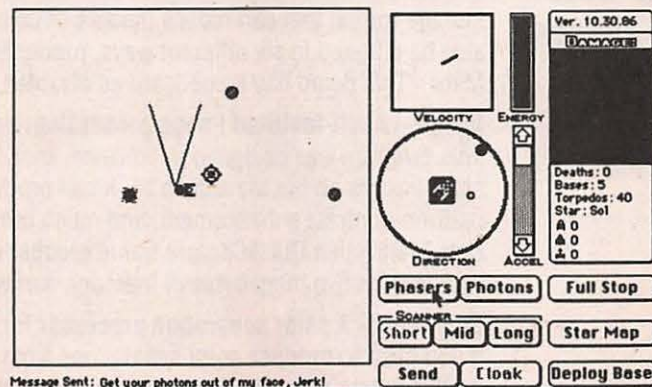 Ver. 10.30.86
DAMAGE
VELOCITY
ENERGY
Deaths: 0
Bases: 5
Torpedos: 40
Star: Sol
0
0
0
DIRECTION
ACCEL
Phasers Photons Full Stop
SCANNER
Short Mid Long Star Map
Send Cloak Deploy Base
Message Sent: Get your photons out of my face, Jerk!